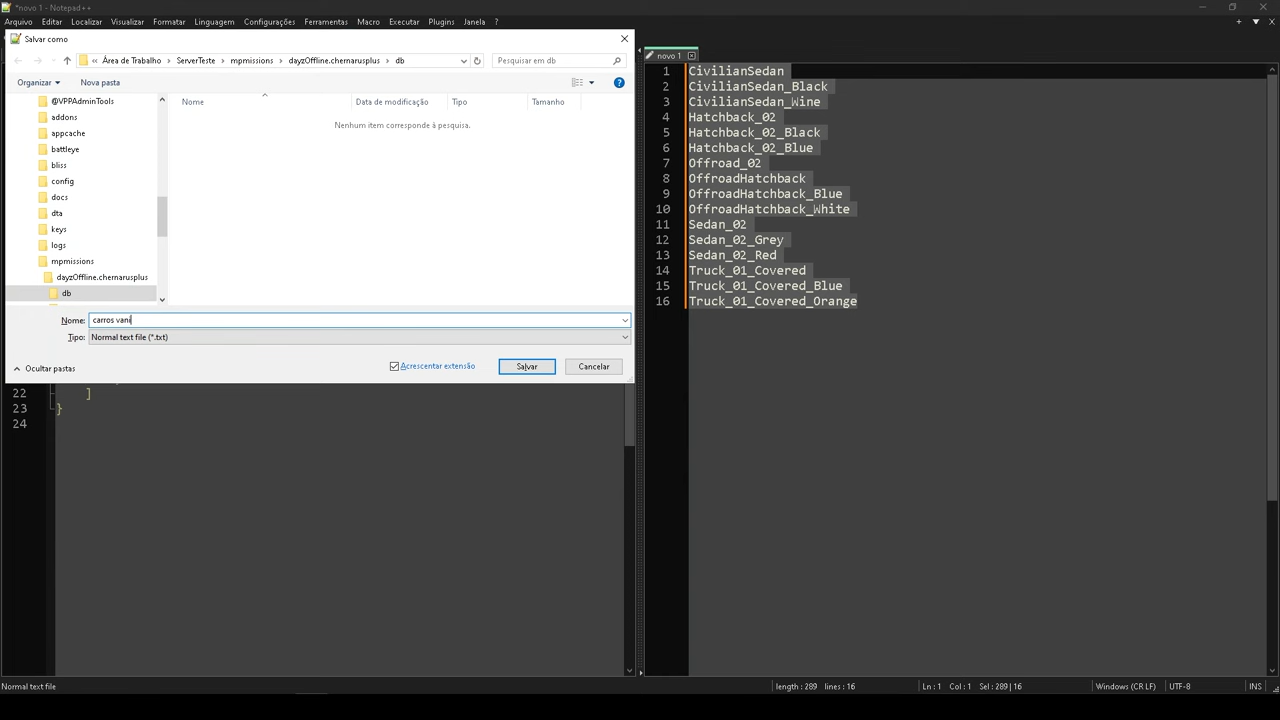 *novo 1 - Notepad++
Arquivo Editar Localizar Visualizar Formatar Linguagem Configurações Ferramentas Macro Executar Plugins Janela ?
Salvar como
« Área de Trabalho › ServerTeste › mpmissions › dayzOffline.chernarusplus › db
Pesquisar em db
Organizar
Nova pasta
@VPPAdminTools
addons
appcache
battleye
bliss
config
docs
dta
keys
logs
mpmissions
dayzOffline.chernarusplus
db
Nome
Data de modificação
Tipo
Tamanho
Nenhum item corresponde à pesquisa.
Nome: carros vani
Tipo: Normal text file (*.txt)
Ocultar pastas
Acrescentar extensão
Salvar
Cancelar
22 ]
23 }
24
novo 1
1 CivilianSedan
2 CivilianSedan_Black
3 CivilianSedan_Wine
4 Hatchback_02
5 Hatchback_02_Black
6 Hatchback_02_Blue
7 Offroad_02
8 OffroadHatchback
9 OffroadHatchback_Blue
10 OffroadHatchback_White
11 Sedan_02
12 Sedan_02_Grey
13 Sedan_02_Red
14 Truck_01_Covered
15 Truck_01_Covered_Blue
16 Truck_01_Covered_Orange
Normal text file
length : 289 lines : 16
Ln : 1 Col : 1 Sel : 289 | 16
Windows (CR LF)
UTF-8
INS